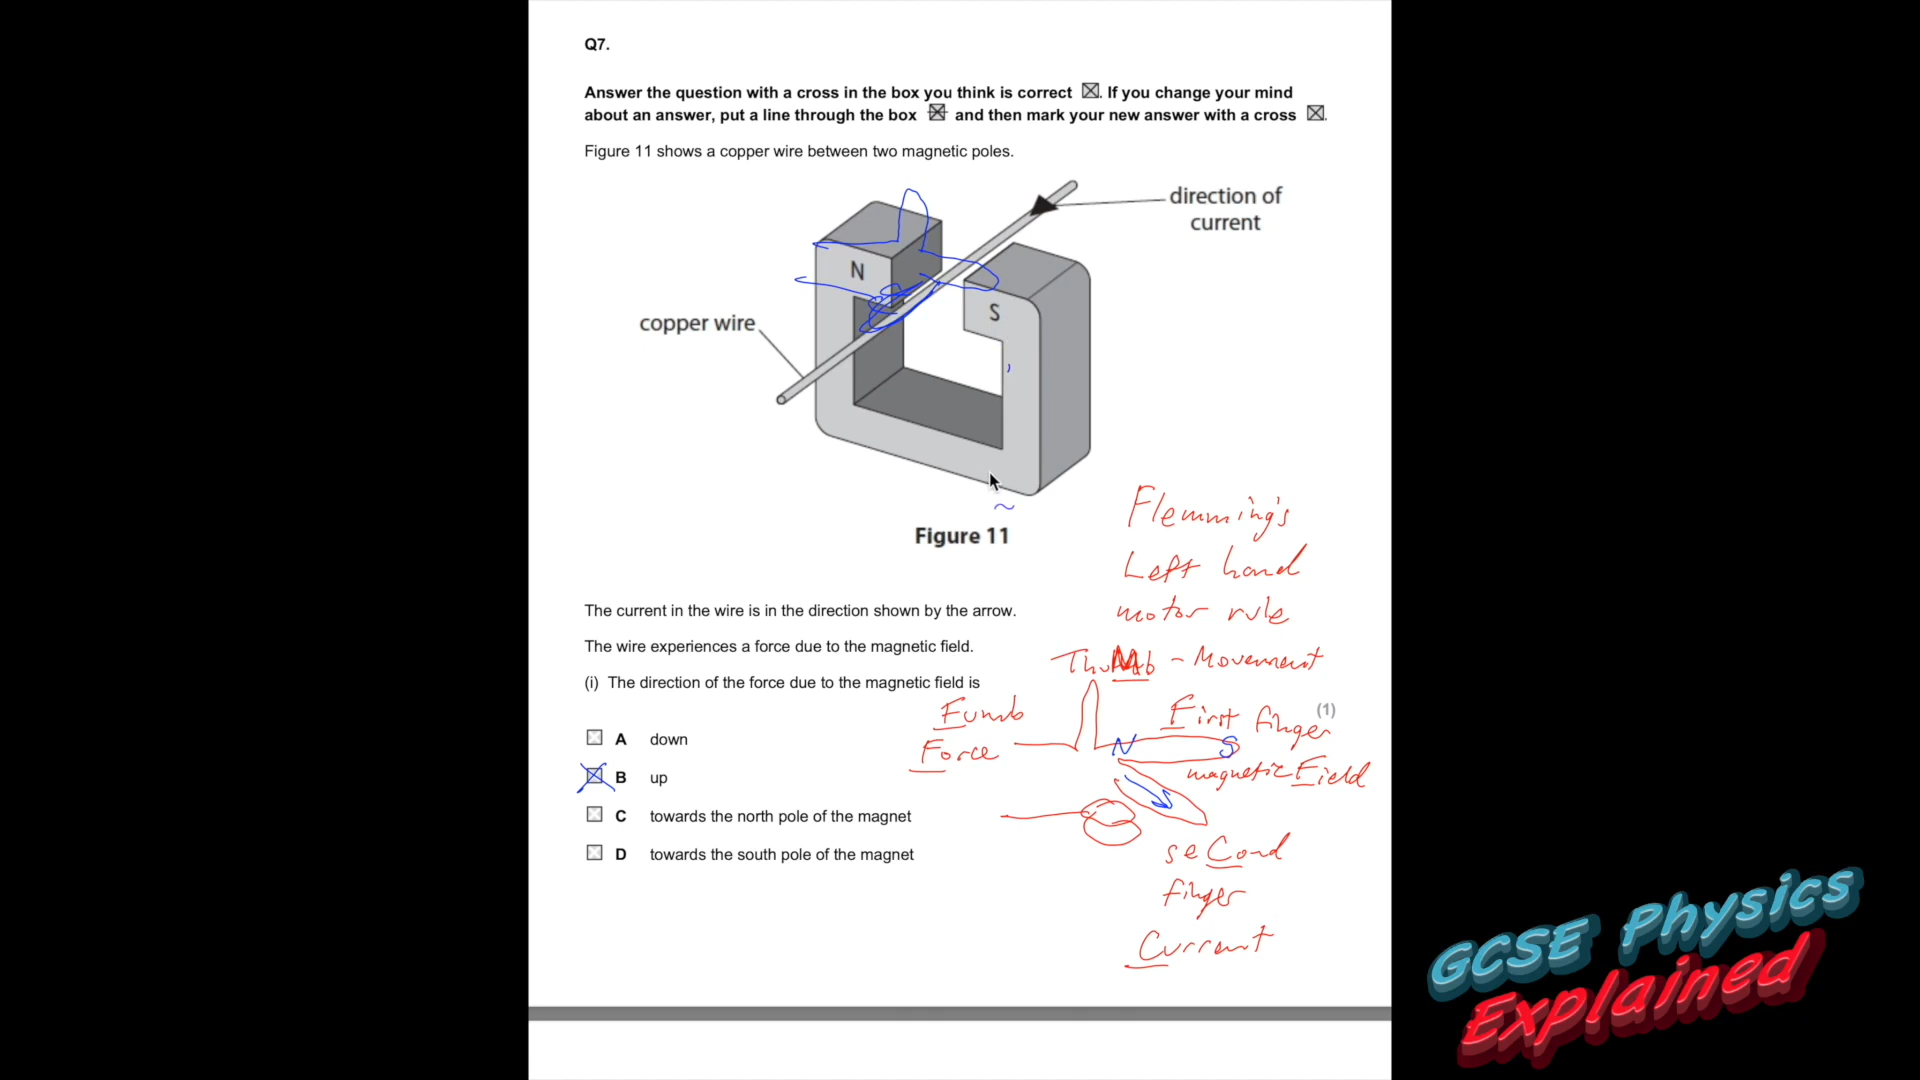 Q7.
Answer the question with a cross in the box you think is correct ☒. If you change your mind
about an answer, put a line through the box ☒ and then mark your new answer with a cross ☒.
Figure 11 shows a copper wire between two magnetic poles.
direction of
current
N
S
copper wire
Figure 11
Flemming's
Left hand
motor rule
The current in the wire is in the direction shown by the arrow.
The wire experiences a force due to the magnetic field.
(i) The direction of the force due to the magnetic field is
ThuMb - Movement
(1)
Fumb
Force
First finger
N S
magnetic Field
A down
B up
C towards the north pole of the magnet
D towards the south pole of the magnet
seCond
finger
Current
GCSE Physics
Explained